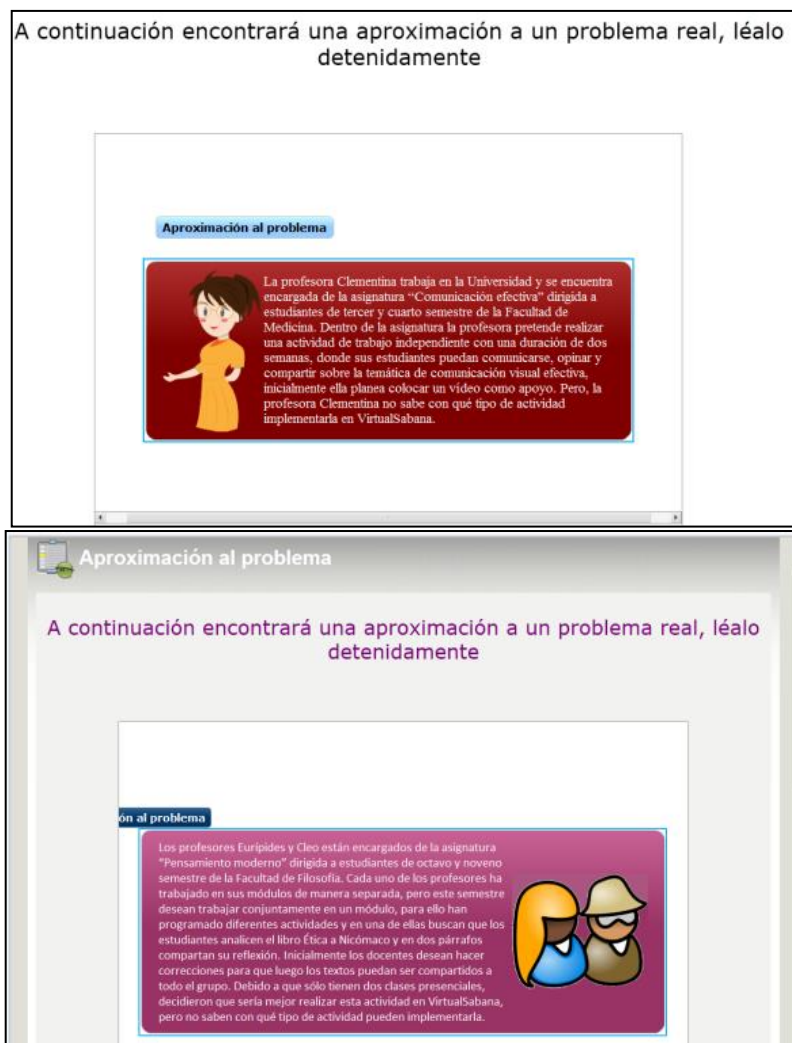 A continuación encontrará una aproximación a un problema real, léalo
detenidamente
Aproximación al problema
La profesora Clementina trabaja en la Universidad y se encuentra
encargada de la asignatura “Comunicación efectiva” dirigida a
estudiantes de tercer y cuarto semestre de la Facultad de
Medicina. Dentro de la asignatura la profesora pretende realizar
una actividad de trabajo independiente con una duración de dos
semanas, donde sus estudiantes puedan comunicarse, opinar y
compartir sobre la temática de comunicación visual efectiva,
inicialmente ella planea colocar un vídeo como apoyo. Pero, la
profesora Clementina no sabe con qué tipo de actividad
implementarla en VirtualSabana.
Aproximación al problema
A continuación encontrará una aproximación a un problema real, léalo
detenidamente
ón al problema
Los profesores Eurípides y Cleo están encargados de la asignatura
“Pensamiento moderno” dirigida a estudiantes de octavo y noveno
semestre de la Facultad de Filosofía. Cada uno de los profesores ha
trabajado en sus módulos de manera separada, pero este semestre
desean trabajar conjuntamente en un módulo, para ello han
programado diferentes actividades y en una de ellas buscan que los
estudiantes analicen el libro Ética a Nicómaco y en dos párrafos
compartan su reflexión. Inicialmente los docentes desean hacer
correcciones para que luego los textos puedan ser compartidos a
todo el grupo. Debido a que sólo tienen dos clases presenciales,
decidieron que sería mejor realizar esta actividad en VirtualSabana,
pero no saben con qué tipo de actividad pueden implementarla.